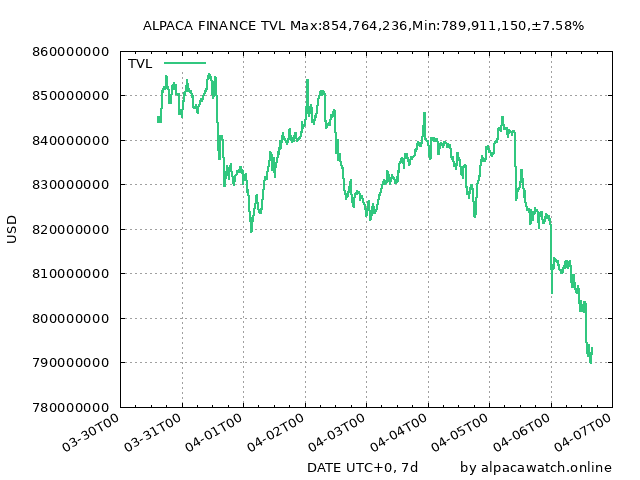 ALPACA FINANCE TVL Max:854,764,236,Min:789,911,150,±7.58%
TVL
USD
860000000
850000000
840000000
830000000
820000000
810000000
800000000
790000000
780000000
03-30T00
03-31T00
04-01T00
04-02T00
04-03T00
04-04T00
04-05T00
04-06T00
04-07T00
DATE UTC+0, 7d
by alpacawatch.online